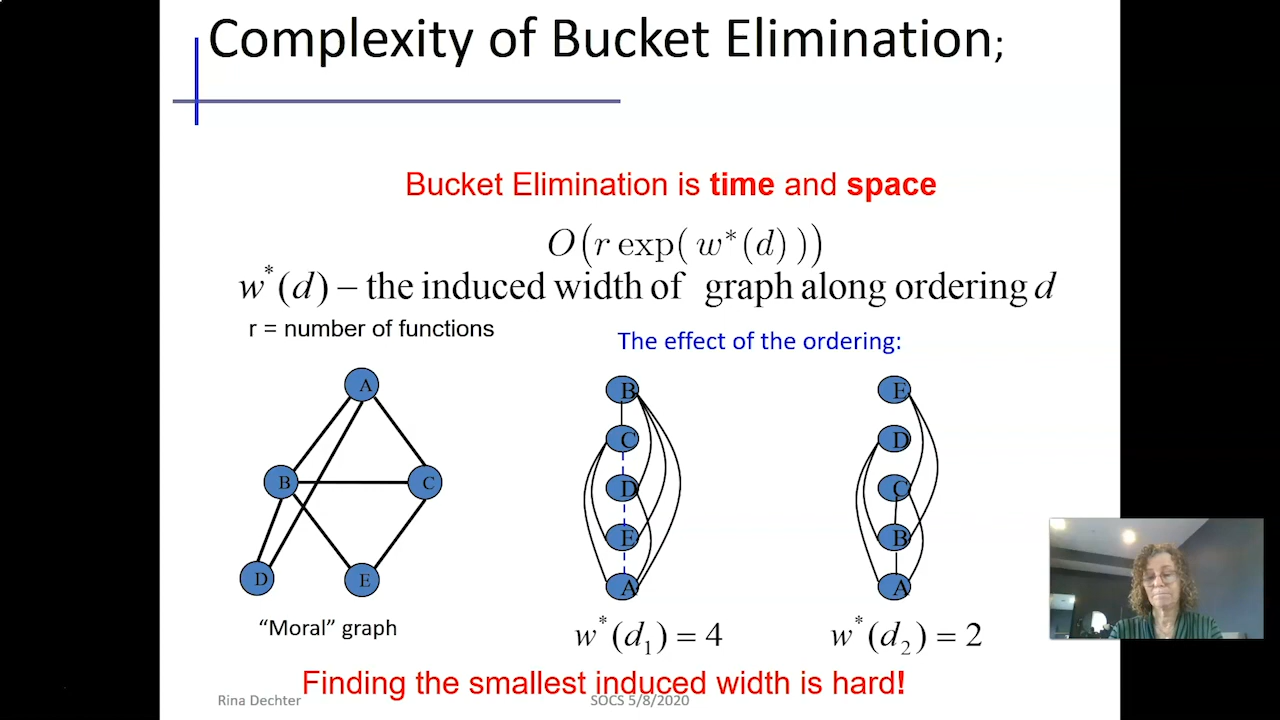 Complexity of Bucket Elimination;
Bucket Elimination is time and space
O(r exp(w*(d)))
w*(d) – the induced width of graph along ordering d
r = number of functions
The effect of the ordering:
A
B
C
D
E
B
C
D
E
A
E
D
C
B
A
"Moral" graph
w*(d₁) = 4
w*(d₂) = 2
Finding the smallest induced width is hard!
Rina Dechter
SOCS 5/8/2020